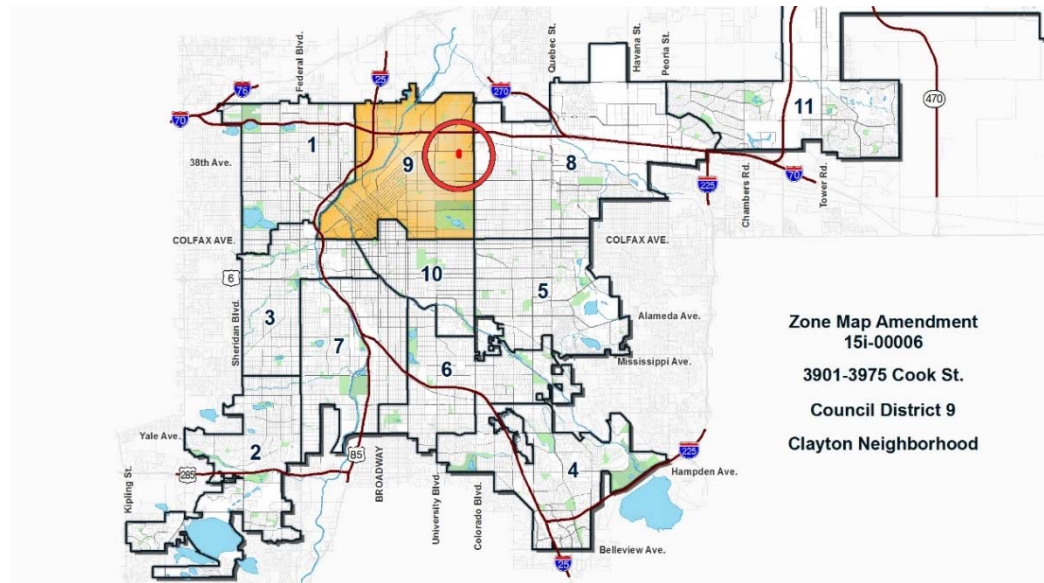 Federal Blvd.
Quebec St.
Havana St.
Peoria St.
76
25
270
70
11
470
1
38th Ave.
9
8
225
Chambers Rd.
70
Tower Rd.
COLFAX AVE.
COLFAX AVE.
10
6
5
Sheridan Blvd.
3
Alameda Ave.
7
Mississippi Ave.
6
Zone Map Amendment
15i-00006
3901-3975 Cook St.
Council District 9
Clayton Neighborhood
Yale Ave.
2
85
BROADWAY
University Blvd
Colorado Blvd.
4
225
Hampden Ave.
285
Kipling St.
Belleview Ave.
25